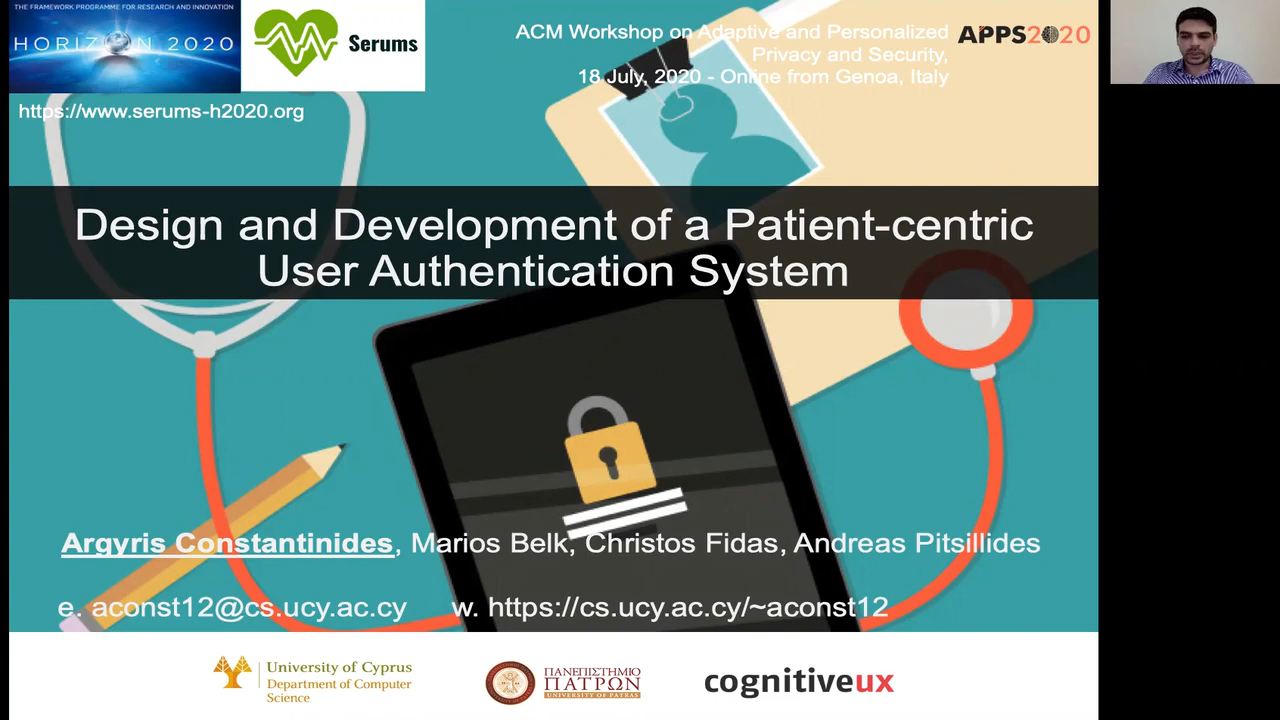 THE FRAMEWORK PROGRAMME FOR RESEARCH AND INNOVATION
HORIZON 2020
Serums
https://www.serums-h2020.org
ACM Workshop on Adaptive and Personalized
Privacy and Security,
18 July, 2020 - Online from Genoa, Italy
APPS2020
Design and Development of a Patient-centric
User Authentication System
Argyris Constantinides, Marios Belk, Christos Fidas, Andreas Pitsillides
e. aconst12@cs.ucy.ac.cy w. https://cs.ucy.ac.cy/~aconst12
University of Cyprus
Department of Computer
Science
ΠΑΝΕΠΙΣΤΗΜΙΟ
ΠΑΤΡΩΝ
UNIVERSITY OF PATRAS
cognitiveux